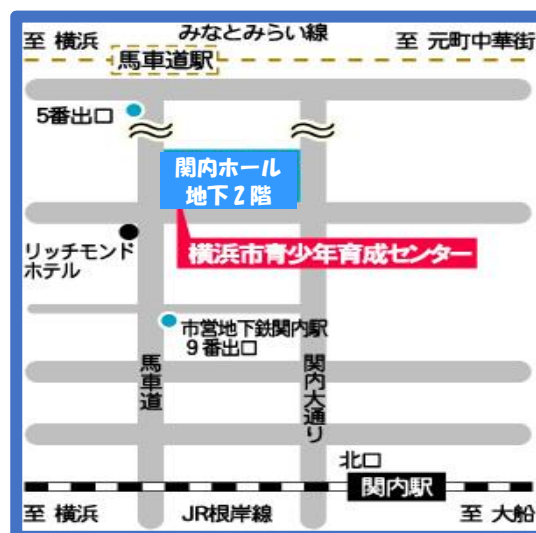 みなとみらい線
至 横浜
至 元町中華街
馬車道駅
5番出口
関内ホール
地下2階
横浜市青少年育成センター
リッチモンド
ホテル
市営地下鉄関内駅
9番出口
馬車道
関内大通り
北口
関内駅
至 横浜
JR根岸線
至 大船